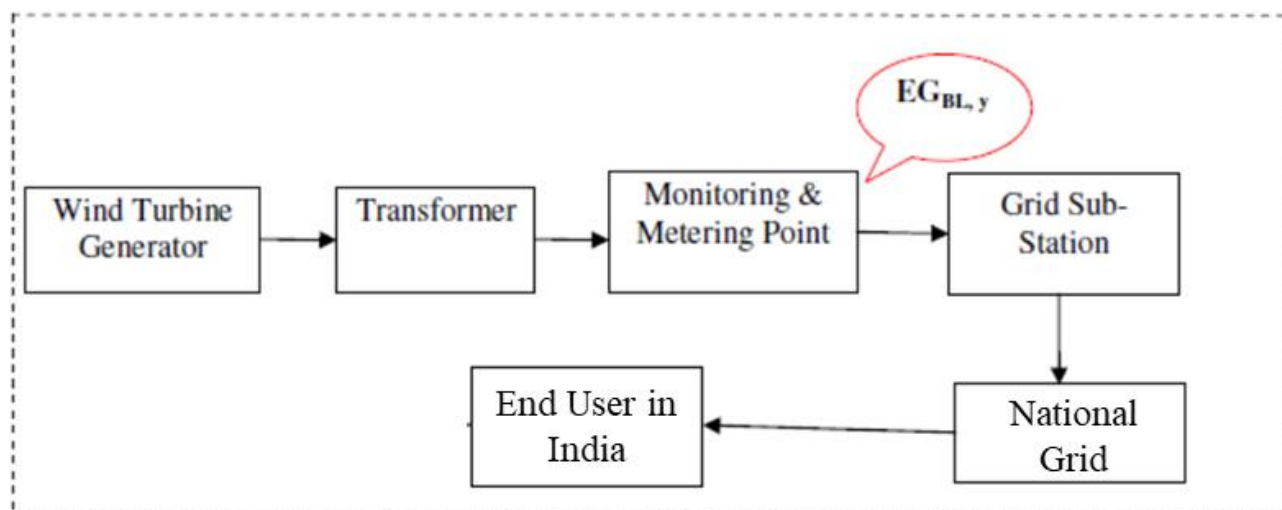 EG_BL, y
Wind Turbine
Generator
Transformer
Monitoring &
Metering Point
Grid Sub-
Station
End User in
India
National
Grid